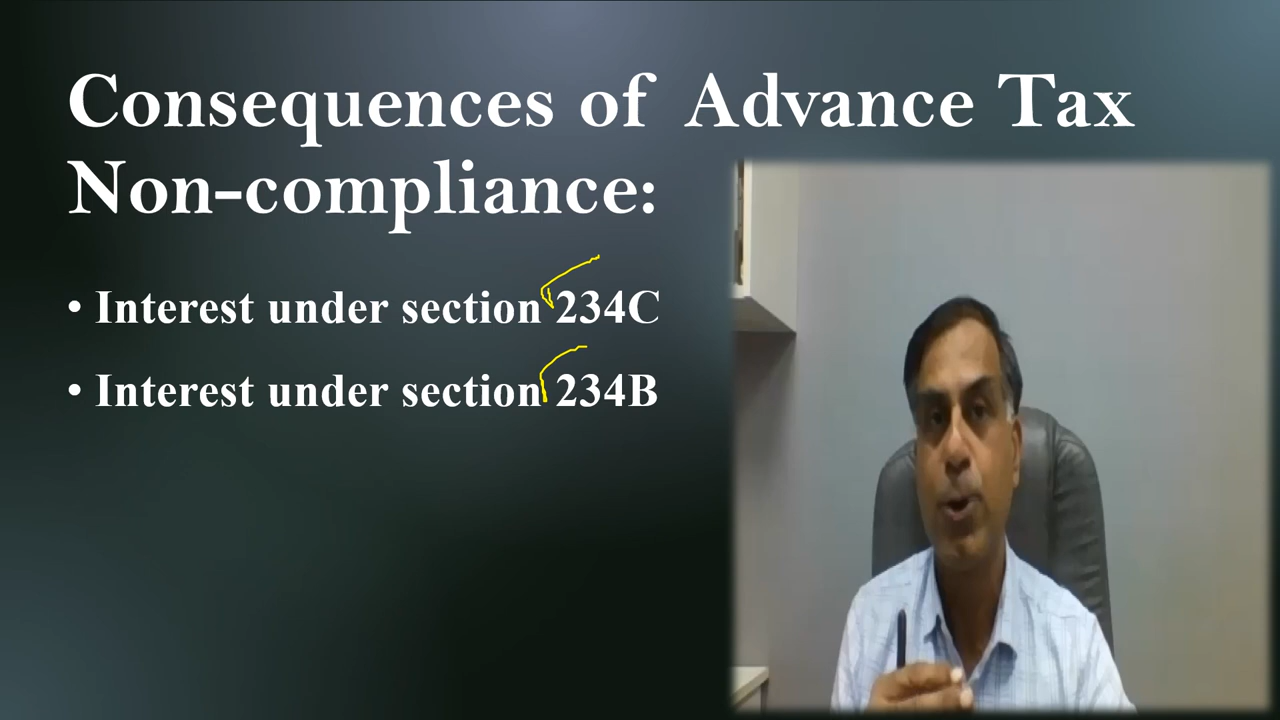 Consequences of Advance Tax
Non-compliance:
• Interest under section 234C
• Interest under section 234B